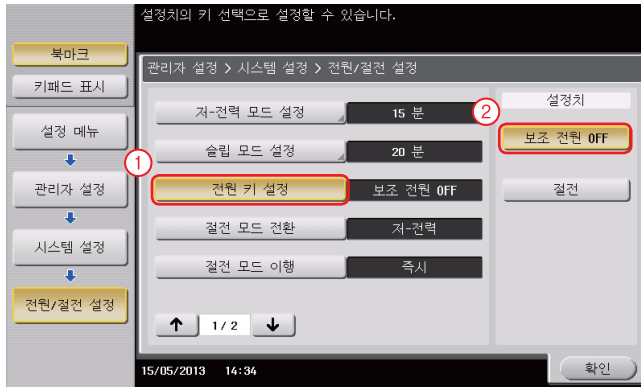 설정치의 키 선택으로 설정할 수 있습니다.
북마크
키패드 표시
설정 메뉴
관리자 설정
시스템 설정
전원/절전 설정
관리자 설정 > 시스템 설정 > 전원/절전 설정
저-전력 모드 설정 15 분
슬립 모드 설정 20 분
1
전원 키 설정 보조 전원 OFF
절전 모드 전환 저-전력
절전 모드 이행 즉시
↑ 1/ 2 ↓
설정치
2
보조 전원 OFF
절전
15/05/2013 14:34
확인